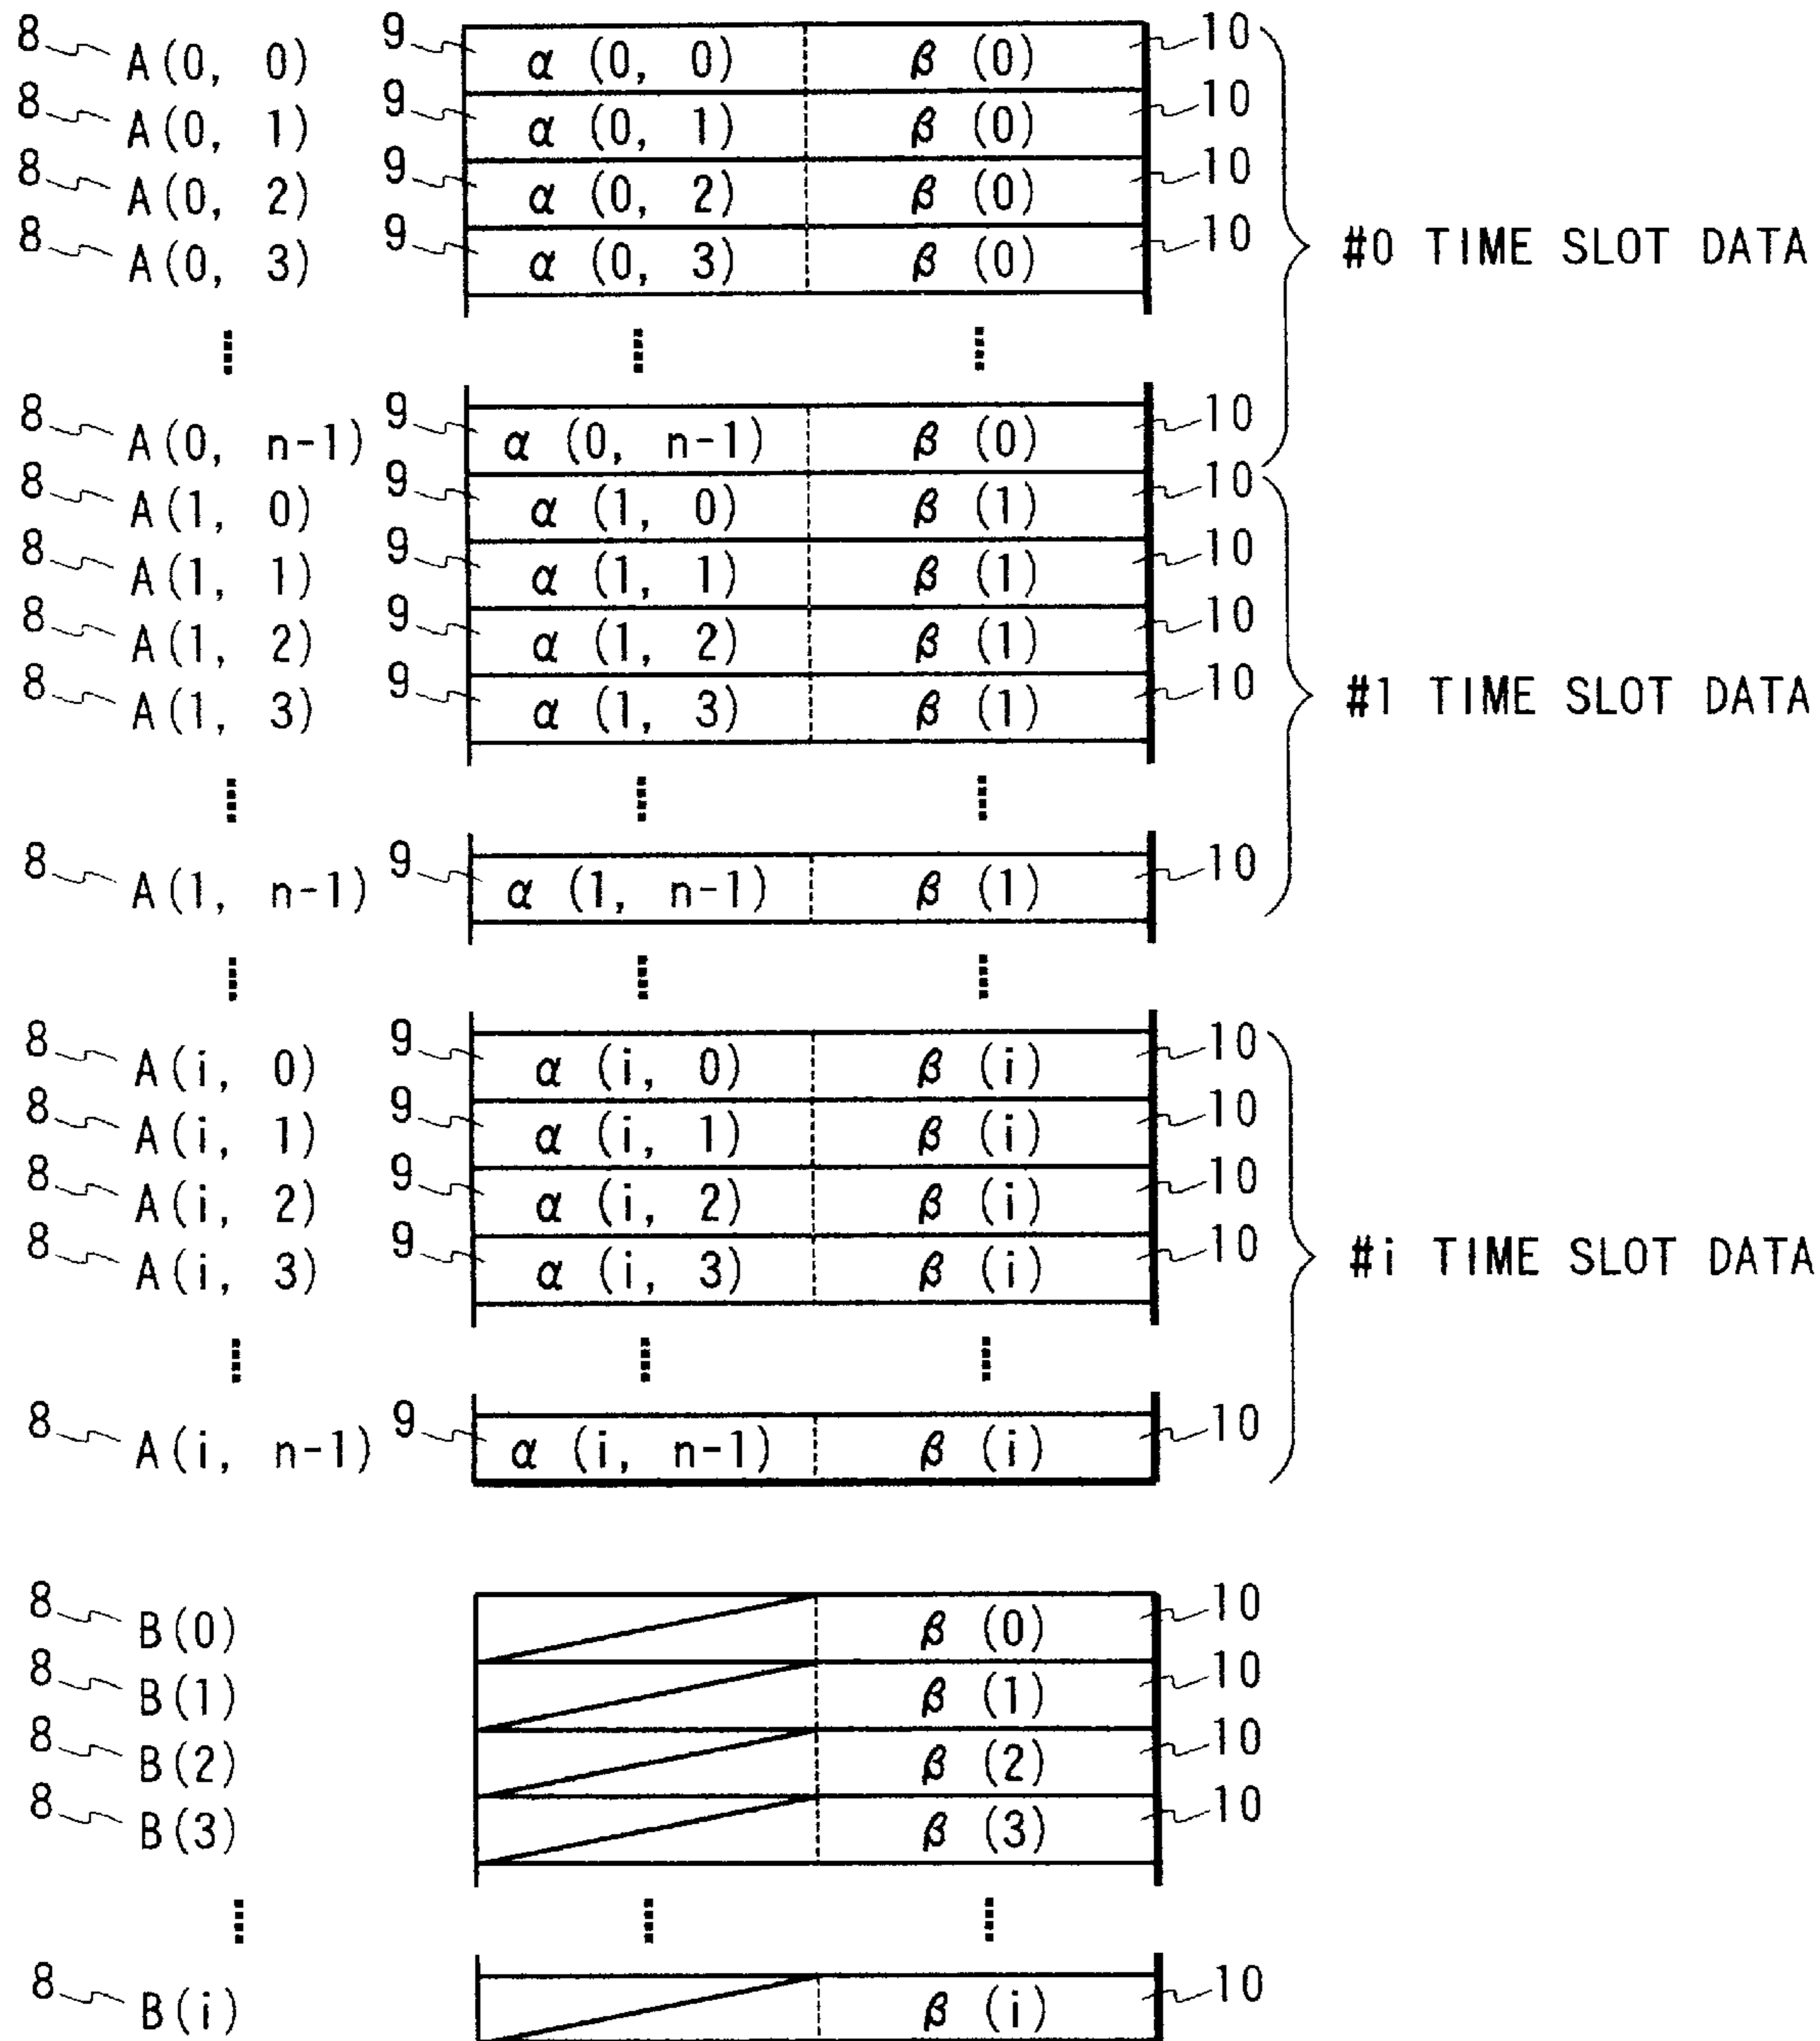 8 A(0, 0) 9 α (0, 0) β (0) 10
8 A(0, 1) 9 α (0, 1) β (0) 10
8 A(0, 2) 9 α (0, 2) β (0) 10
8 A(0, 3) 9 α (0, 3) β (0) 10
#0 TIME SLOT DATA
8 A(0, n-1) 9 α (0, n-1) β (0) 10
8 A(1, 0) 9 α (1, 0) β (1) 10
8 A(1, 1) 9 α (1, 1) β (1) 10
8 A(1, 2) 9 α (1, 2) β (1) 10
8 A(1, 3) 9 α (1, 3) β (1) 10
#1 TIME SLOT DATA
8 A(1, n-1) 9 α (1, n-1) β (1) 10
8 A(i, 0) 9 α (i, 0) β (i) 10
8 A(i, 1) 9 α (i, 1) β (i) 10
8 A(i, 2) 9 α (i, 2) β (i) 10
8 A(i, 3) 9 α (i, 3) β (i) 10
#i TIME SLOT DATA
8 A(i, n-1) 9 α (i, n-1) β (i) 10
8 B(0) β (0) 10
8 B(1) β (1) 10
8 B(2) β (2) 10
8 B(3) β (3) 10
8 B(i) β (i) 10